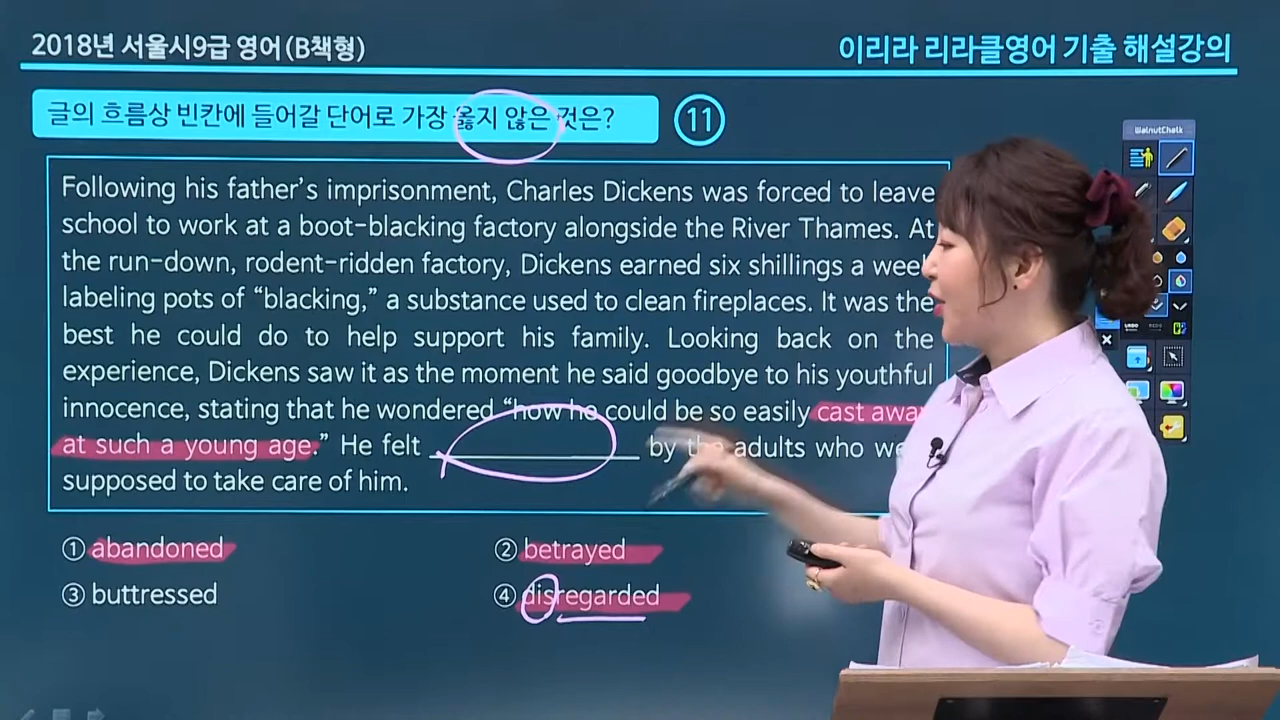 2018년 서울시9급 영어(B책형)
이리라 리라클영어 기출 해설강의
글의 흐름상 빈칸에 들어갈 단어로 가장 옳지 않은 것은?
11
WalnutChalk
Following his father's imprisonment, Charles Dickens was forced to leave
school to work at a boot-blacking factory alongside the River Thames. At
the run-down, rodent-ridden factory, Dickens earned six shillings a week
labeling pots of “blacking,” a substance used to clean fireplaces. It was the
best he could do to help support his family. Looking back on the
experience, Dickens saw it as the moment he said goodbye to his youthful
innocence, stating that he wondered “how he could be so easily cast away
at such a young age.” He felt ______ by the adults who
supposed to take care of him.
① abandoned
② betrayed
③ buttressed
④ disregarded